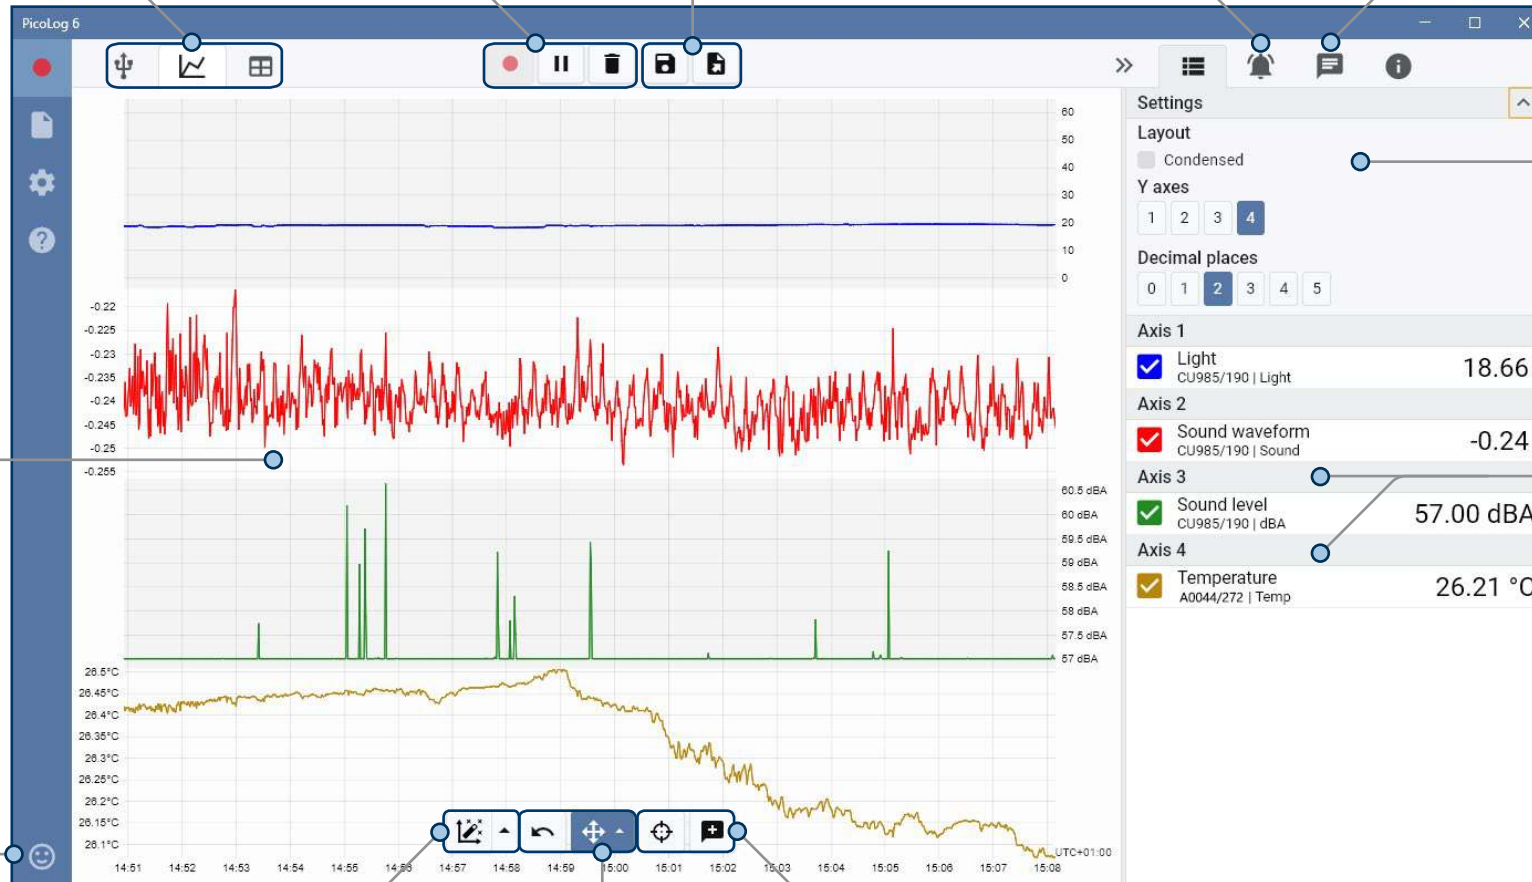 PicoLog 6
60
50
40
30
20
10
0
-0.22
-0.225
-0.23
-0.235
-0.24
-0.245
-0.25
-0.255
60.5 dBA
60 dBA
59.5 dBA
59 dBA
58.5 dBA
58 dBA
57.5 dBA
57 dBA
26.5°C
26.45°C
26.4°C
26.35°C
26.3°C
26.25°C
26.2°C
26.15°C
26.1°C
UTC+01:00
14:51 14:52 14:53 14:54 14:55 14:56 14:57 14:58 14:59 15:00 15:01 15:02 15:03 15:04 15:05 15:06 15:07 15:08
Settings
Layout
Condensed
Y axes
1 2 3 4
Decimal places
0 1 2 3 4 5
Axis 1
Light 18.66
CU985/190 | Light
Axis 2
Sound waveform -0.24
CU985/190 | Sound
Axis 3
Sound level 57.00 dBA
CU985/190 | dBA
Axis 4
Temperature 26.21 °C
A0044/272 | Temp